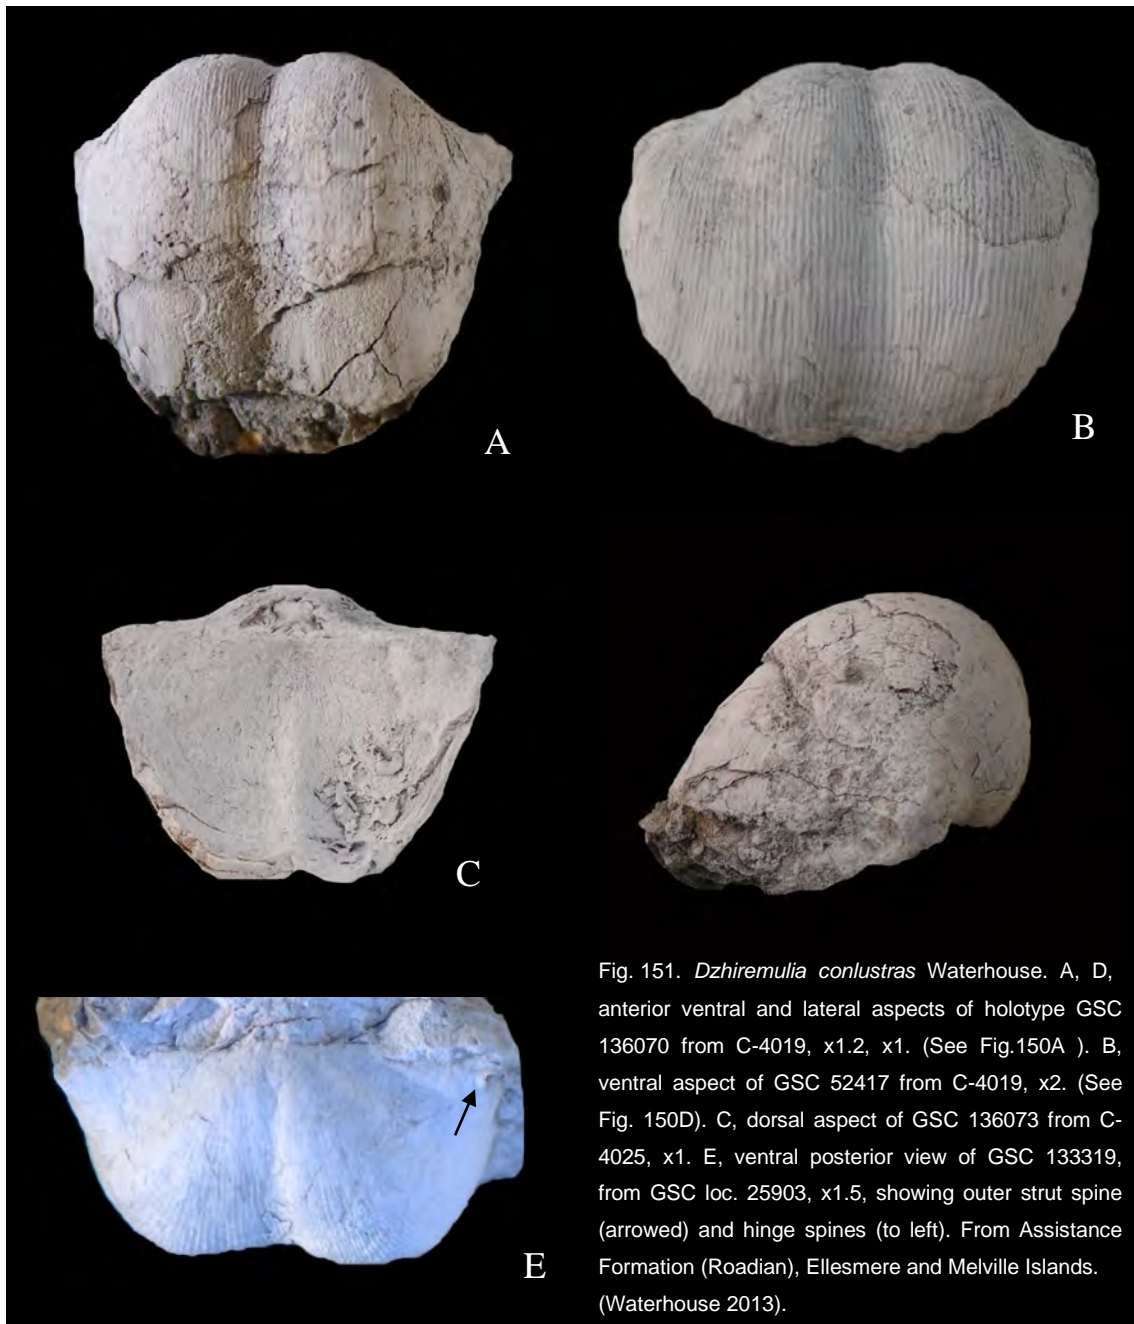 A
B
C
Fig. 151. Dzhiremulia conlustras Waterhouse. A, D,
anterior ventral and lateral aspects of holotype GSC
136070 from C-4019, x1.2, x1. (See Fig.150A ). B,
ventral aspect of GSC 52417 from C-4019, x2. (See
Fig. 150D). C, dorsal aspect of GSC 136073 from C-
4025, x1. E, ventral posterior view of GSC 133319,
from GSC loc. 25903, x1.5, showing outer strut spine
(arrowed) and hinge spines (to left). From Assistance
Formation (Roadian), Ellesmere and Melville Islands.
(Waterhouse 2013).
E